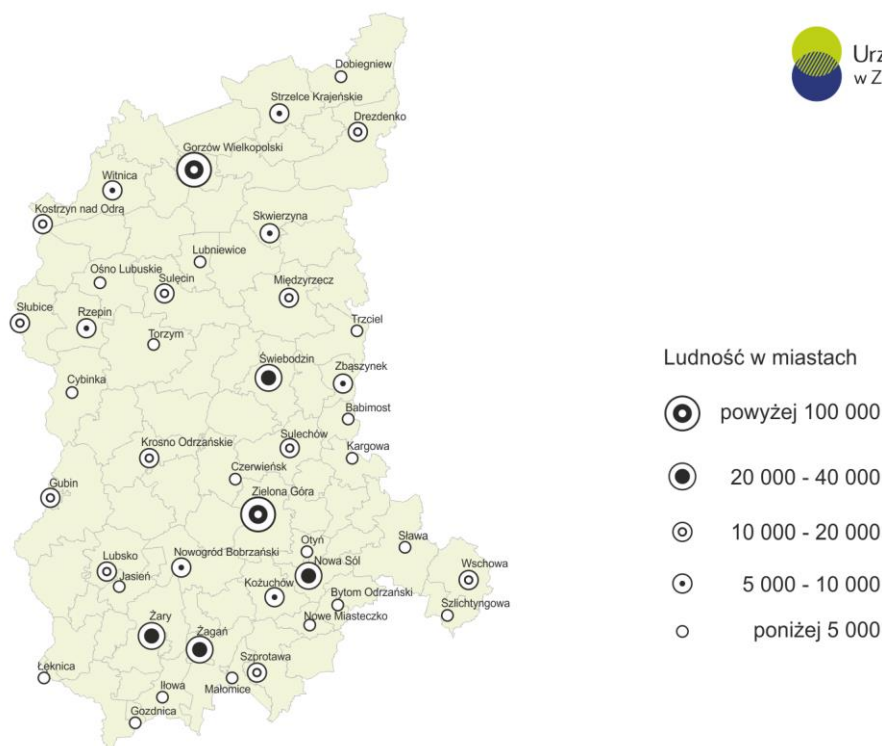 Dobiegniew
Urz
w Z
Strzelce Krajeńskie
Drezdenko
Gorzów Wielkopolski
Witnica
Kostrzyn nad Odrą
Skwierzyna
Lubniewice
Ośno Lubuskie
Sulęcin
Międzyrzecz
Słubice
Rzepin
Trzciel
Torzym
Ludność w miastach
Świebodzin
Zbąszynek
Cybinka
Babimost
powyżej 100 000
Krosno Odrzańskie
Sulechów
Kargowa
Czerwieńsk
20 000 - 40 000
Gubin
Zielona Góra
10 000 - 20 000
Otyń
Sława
Lubsko
Nowogród Bobrzański
Nowa Sól
Wschowa
Jasień
Kożuchów
5 000 - 10 000
Bytom Odrzański
Szlichtyngowa
Żary
Nowe Miasteczko
Żagań
poniżej 5 000
Łęknica
Szprotawa
Iłowa
Małomice
Gozdnica